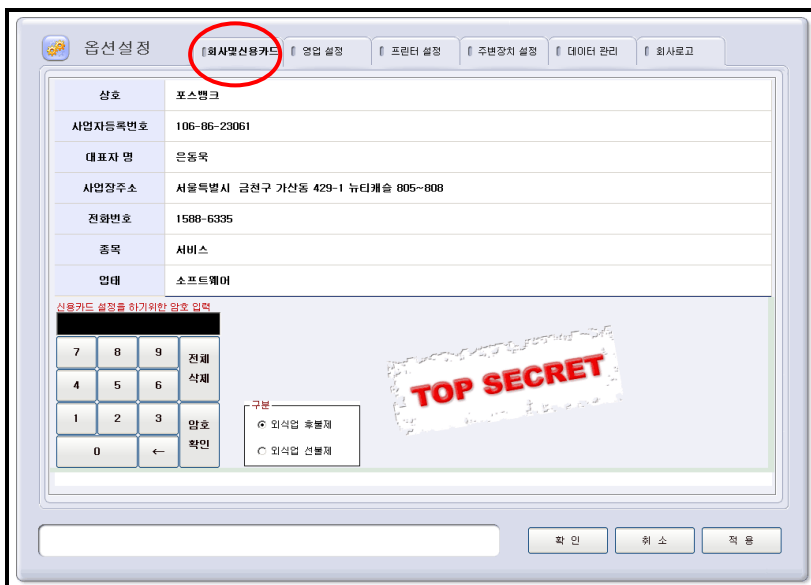 옵션설정
회사및신용카드 영업 설정 프린터 설정 주변장치 설정 데이터 관리 회사로고
상호 포스뱅크
사업자등록번호 106-86-23061
대표자 명 은동욱
사업장주소 서울특별시 금천구 가산동 429-1 뉴티캐슬 805~808
전화번호 1588-6335
종목 서비스
업태 소프트웨어
신용카드 설정을 하기위한 암호 입력
7 8 9 전체 삭제
4 5 6
1 2 3 암호 확인
0 ←
구분
외식업 후불제
외식업 선불제
TOP SECRET
확 인 취 소 적 용